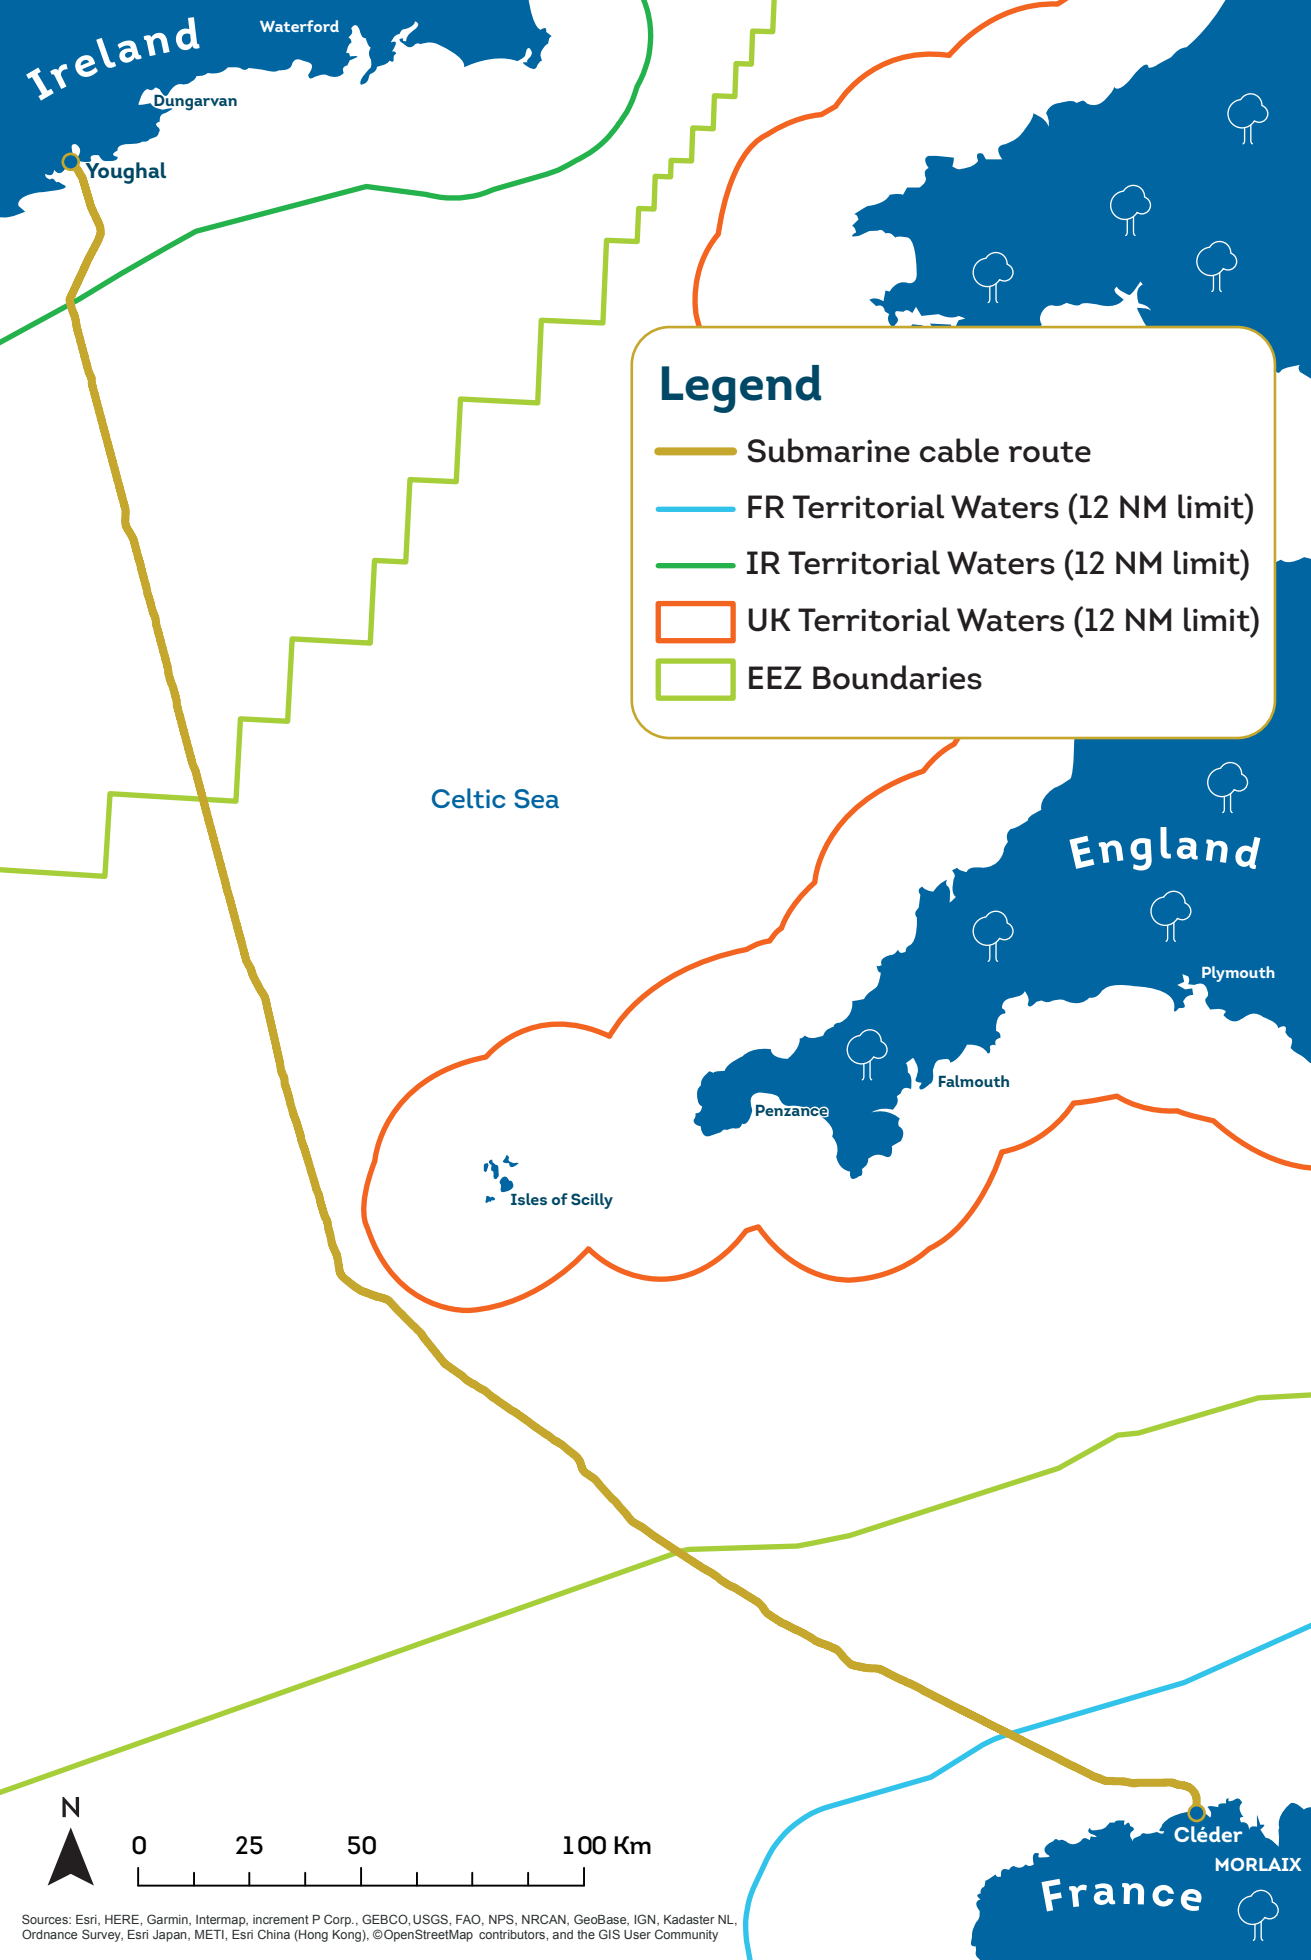 Ireland
Waterford
Dungarvan
Youghal
Legend
Submarine cable route
FR Territorial Waters (12 NM limit)
IR Territorial Waters (12 NM limit)
UK Territorial Waters (12 NM limit)
EEZ Boundaries
Celtic Sea
England
Plymouth
Falmouth
Penzance
Isles of Scilly
N
0 25 50 100 Km
Cléder
MORLAIX
France
Sources: Esri, HERE, Garmin, Intermap, increment P Corp., GEBCO, USGS, FAO, NPS, NRCAN, GeoBase, IGN, Kadaster NL,
Ordnance Survey, Esri Japan, METI, Esri China (Hong Kong), ©OpenStreetMap contributors, and the GIS User Community